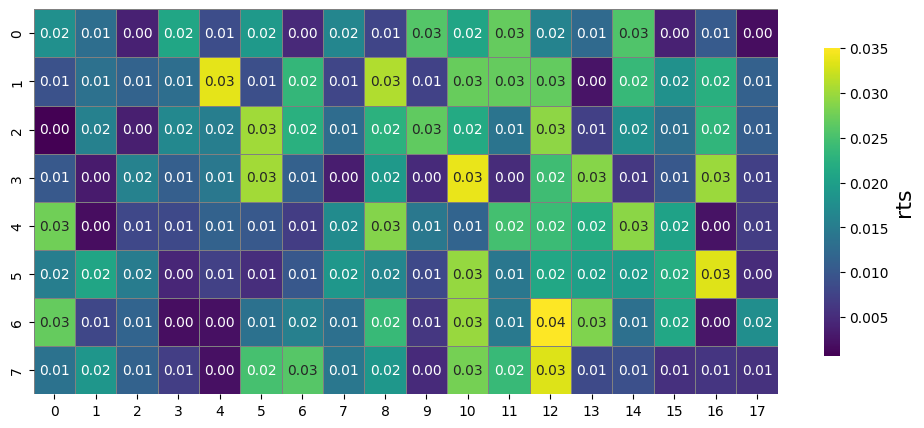 0 0.02 0.01 0.00 0.02 0.01 0.02 0.00 0.02 0.01 0.03 0.02 0.03 0.02 0.01 0.03 0.00 0.01 0.00
1 0.01 0.01 0.01 0.01 0.03 0.01 0.02 0.01 0.03 0.01 0.03 0.03 0.03 0.00 0.02 0.02 0.02 0.01
2 0.00 0.02 0.00 0.02 0.02 0.03 0.02 0.01 0.02 0.03 0.02 0.01 0.03 0.01 0.02 0.01 0.02 0.01
3 0.01 0.00 0.02 0.01 0.01 0.03 0.01 0.00 0.02 0.00 0.03 0.00 0.02 0.03 0.01 0.01 0.03 0.01
4 0.03 0.00 0.01 0.01 0.01 0.01 0.01 0.02 0.03 0.01 0.01 0.02 0.02 0.02 0.03 0.02 0.00 0.01
5 0.02 0.02 0.02 0.00 0.01 0.01 0.01 0.02 0.02 0.01 0.03 0.01 0.02 0.02 0.02 0.02 0.03 0.00
6 0.03 0.01 0.01 0.00 0.00 0.01 0.02 0.01 0.02 0.01 0.03 0.01 0.04 0.03 0.01 0.02 0.00 0.02
7 0.01 0.02 0.01 0.01 0.00 0.02 0.03 0.01 0.02 0.00 0.03 0.02 0.03 0.01 0.01 0.01 0.01 0.01
0 1 2 3 4 5 6 7 8 9 10 11 12 13 14 15 16 17
0.035
0.030
0.025
0.020
0.015
0.010
0.005
rts